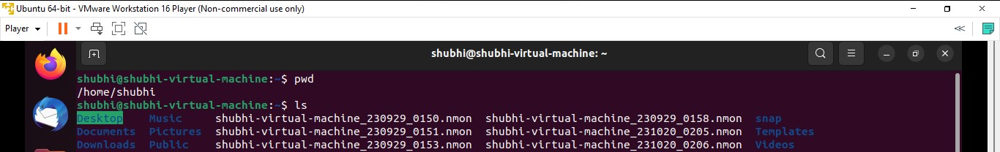 Ubuntu 64-bit - VMware Workstation 16 Player (Non-commercial use only)
Player
shubhi@shubhi-virtual-machine: ~
shubhi@shubhi-virtual-machine:~$ pwd
/home/shubhi
shubhi@shubhi-virtual-machine:~$ ls
Desktop Music shubhi-virtual-machine_230929_0150.nmon shubhi-virtual-machine_230929_0158.nmon snap
Documents Pictures shubhi-virtual-machine_230929_0151.nmon shubhi-virtual-machine_231020_0205.nmon Templates
Downloads Public shubhi-virtual-machine_230929_0153.nmon shubhi-virtual-machine_231020_0206.nmon Videos